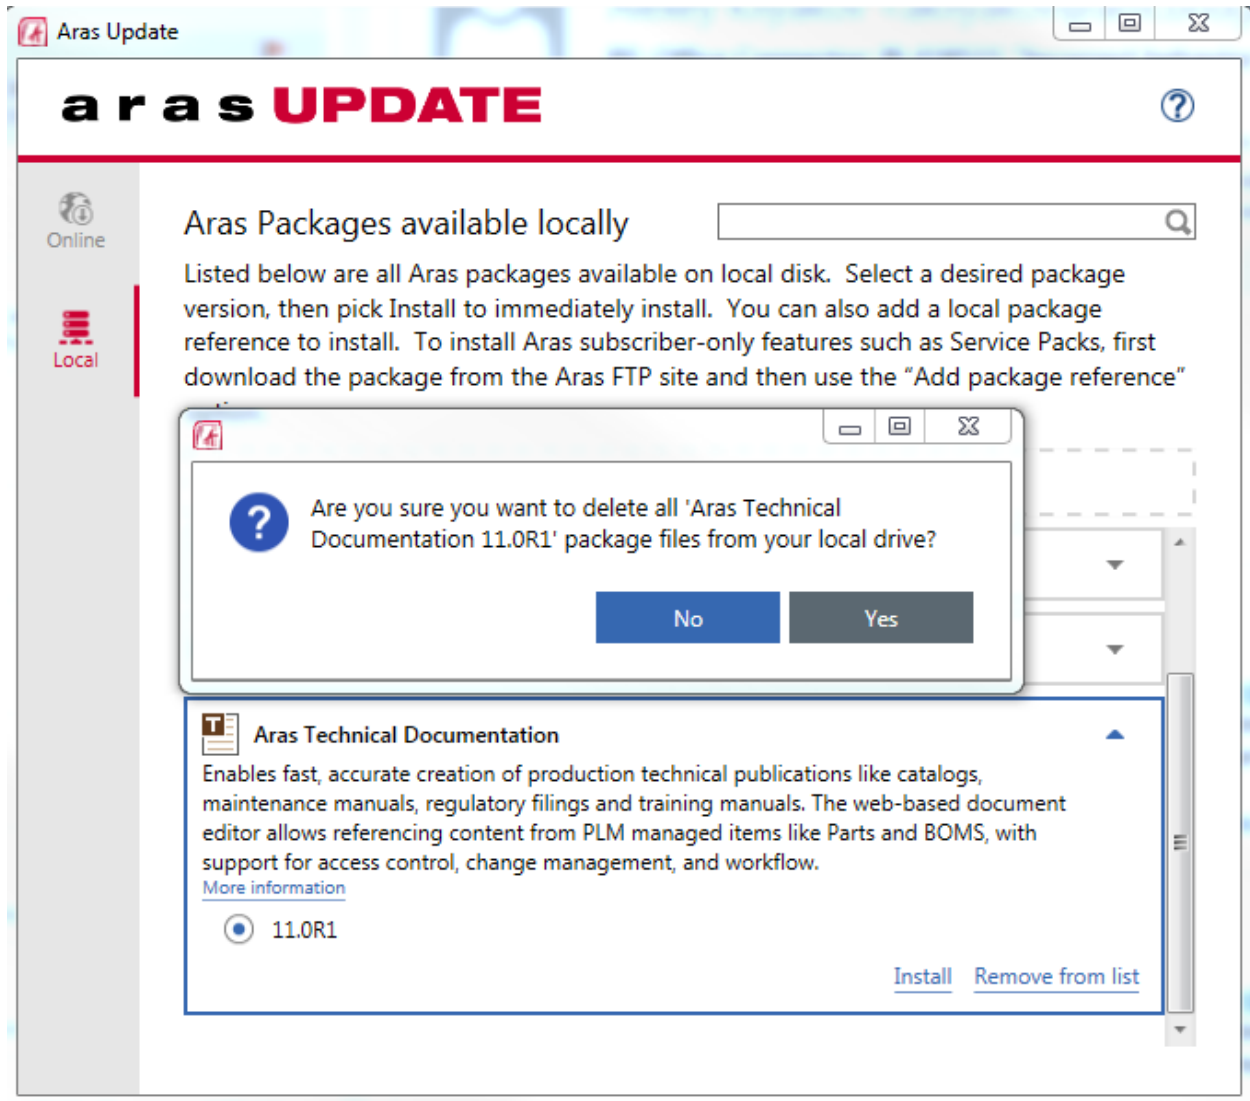 Aras Update
aras UPDATE
Online
Local
Aras Packages available locally
Listed below are all Aras packages available on local disk.  Select a desired package
version, then pick Install to immediately install.  You can also add a local package
reference to install.  To install Aras subscriber-only features such as Service Packs, first
download the package from the Aras FTP site and then use the “Add package reference”
Are you sure you want to delete all 'Aras Technical
Documentation 11.0R1' package files from your local drive?
No
Yes
Aras Technical Documentation
Enables fast, accurate creation of production technical publications like catalogs,
maintenance manuals, regulatory filings and training manuals. The web-based document
editor allows referencing content from PLM managed items like Parts and BOMS, with
support for access control, change management, and workflow.
More information
11.0R1
Install
Remove from list